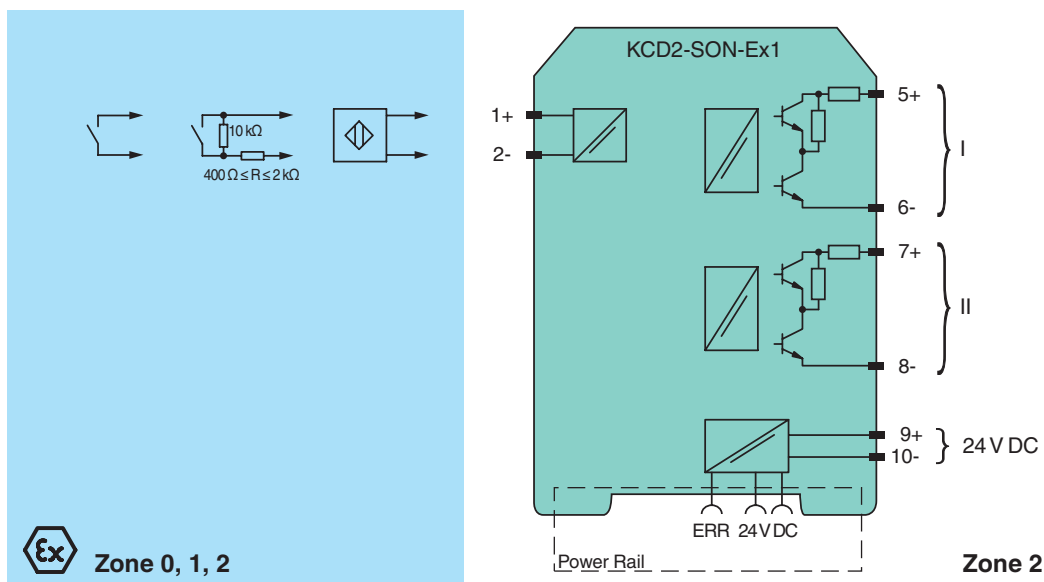 KCD2-SON-Ex1
1+
2-
10 kΩ
400 Ω ≤ R ≤ 2 kΩ
5+
I
6-
7+
II
8-
9+
10-
24 V DC
ERR 24 V DC
Power Rail
Ex Zone 0, 1, 2
Zone 2